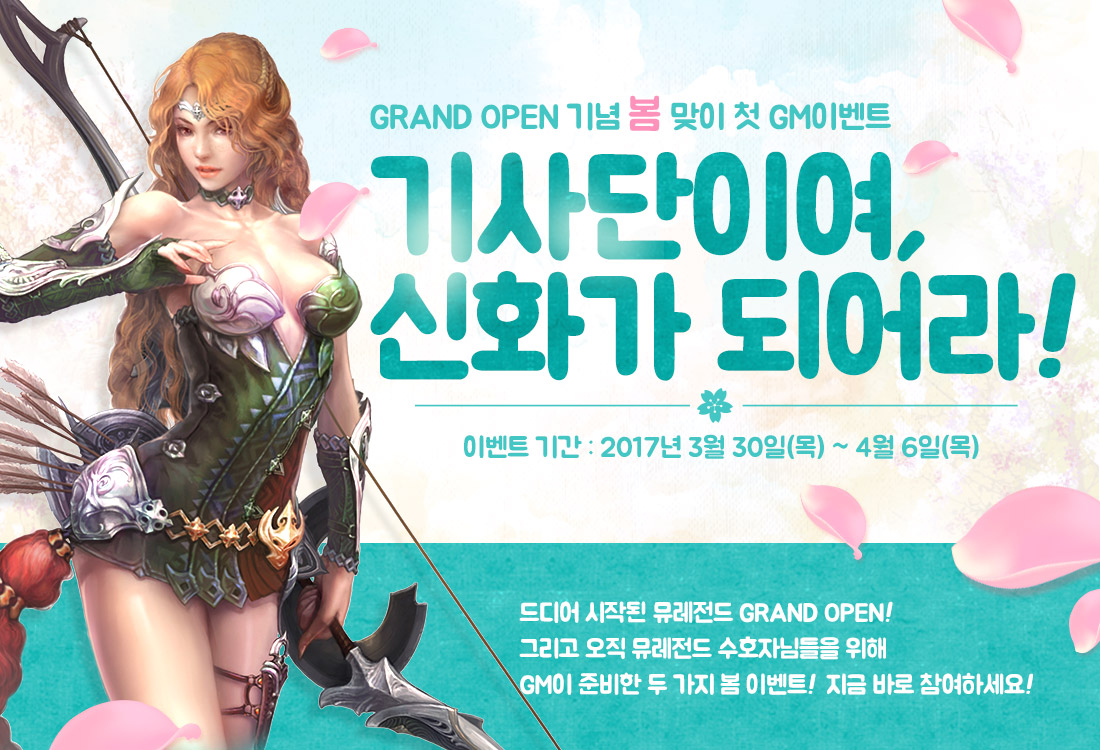 GRAND OPEN 기념 봄 맞이 첫 GM이벤트
기사단이여,
신화가 되어라!
이벤트 기간 : 2017년 3월 30일(목) ~ 4월 6일(목)
드디어 시작된 뮤레전드 GRAND OPEN!
그리고 오직 뮤레전드 수호자님들을 위해
GM이 준비한 두 가지 봄 이벤트! 지금 바로 참여하세요!